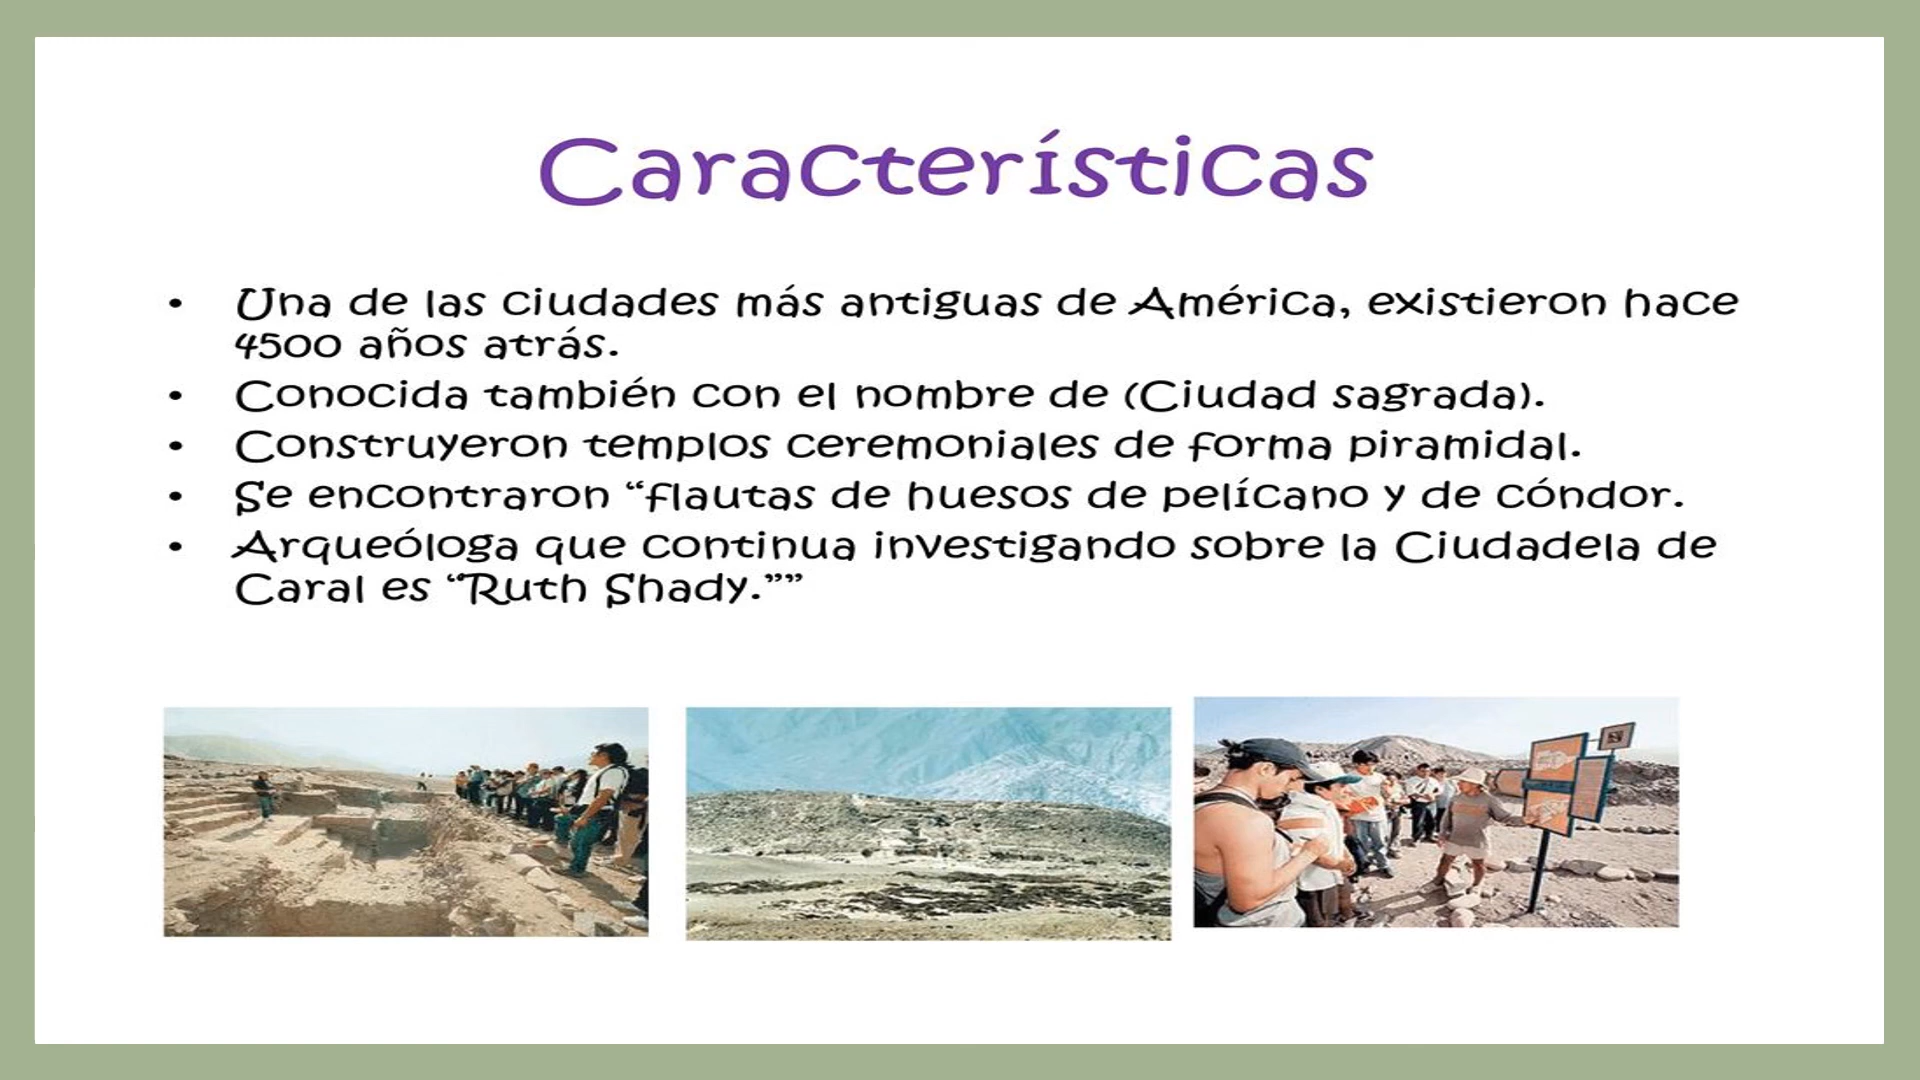 Características
• Una de las ciudades más antiguas de América, existieron hace
4500 años atrás.
• Conocida también con el nombre de (Ciudad sagrada).
• Construyeron templos ceremoniales de forma piramidal.
• Se encontraron “flautas de huesos de pelícano y de cóndor.
• Arqueóloga que continua investigando sobre la Ciudadela de
Caral es “Ruth Shady.””